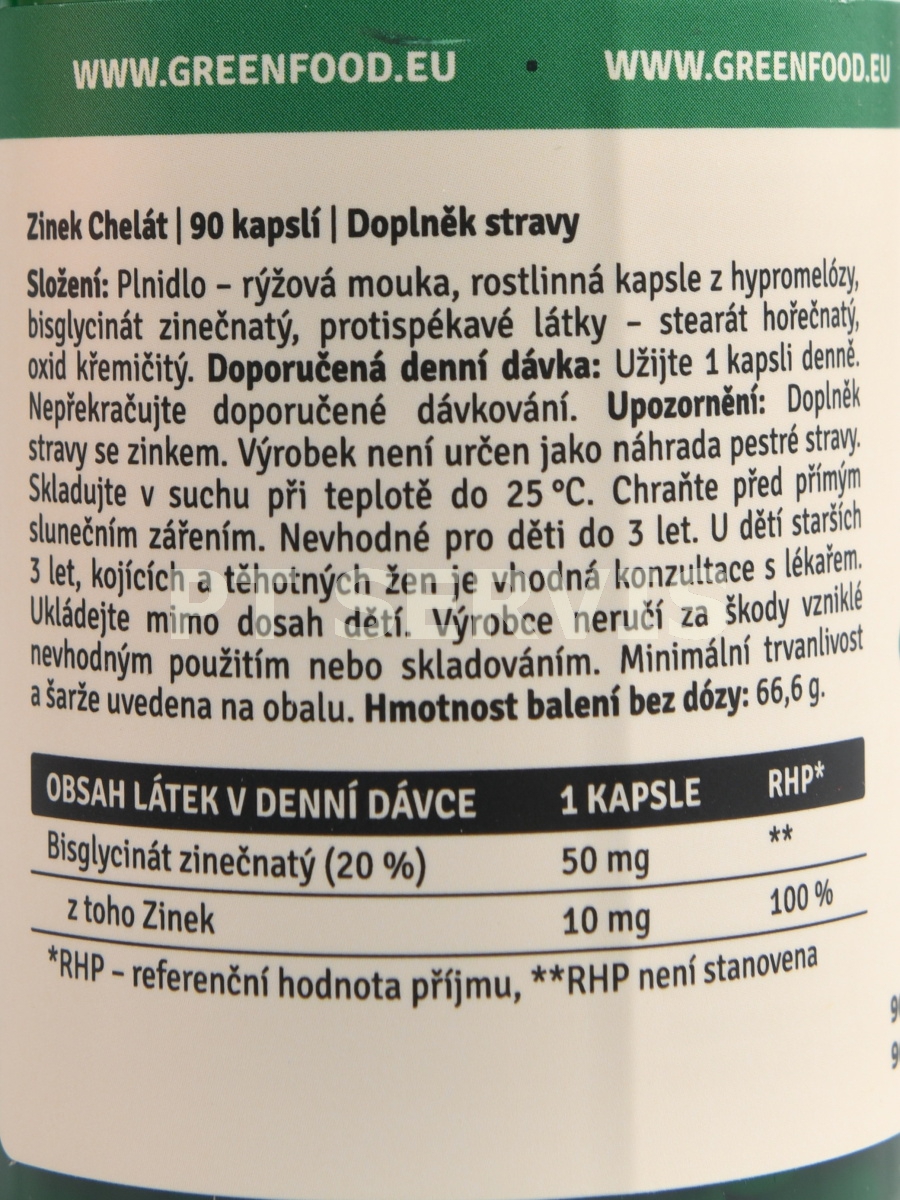 WWW.GREENFOOD.EU · WWW.GREENFOOD.EU
Zinek Chelát | 90 kapslí | Doplněk stravy
Složení: Plnidlo – rýžová mouka, rostlinná kapsle z hypromelózy,
bisglycinát zinečnatý, protispékavé látky – stearát hořečnatý,
oxid křemičitý. Doporučená denní dávka: Užijte 1 kapsli denně.
Nepřekračujte doporučené dávkování. Upozornění: Doplněk
stravy se zinkem. Výrobek není určen jako náhrada pestré stravy.
Skladujte v suchu při teplotě do 25 °C. Chraňte před přímým
slunečním zářením. Nevhodné pro děti do 3 let. U dětí starších
3 let, kojících a těhotných žen je vhodná konzultace s lékařem.
Ukládejte mimo dosah dětí. Výrobce neručí za škody vzniklé
nevhodným použitím nebo skladováním. Minimální trvanlivost
a šarže uvedena na obalu. Hmotnost balení bez dózy: 66,6 g.
OBSAH LÁTEK V DENNÍ DÁVCE 1 KAPSLE RHP*
Bisglycinát zinečnatý (20 %) 50 mg **
z toho Zinek 10 mg 100 %
*RHP – referenční hodnota příjmu, **RHP není stanovena